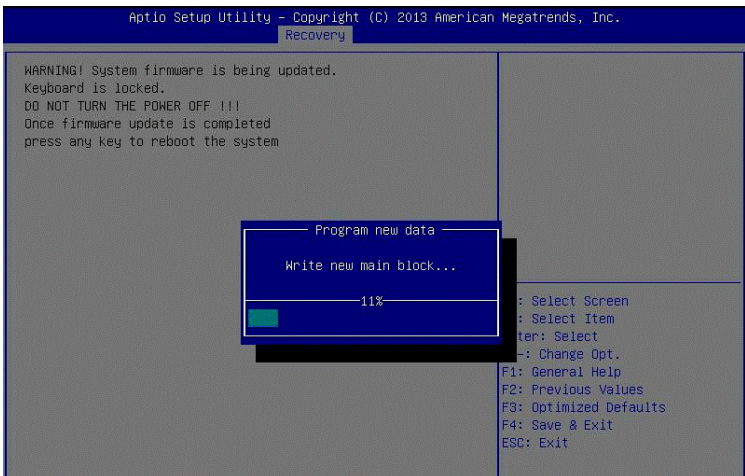 Aptio Setup Utility – Copyright (C) 2013 American Megatrends, Inc.
Recovery
WARNING! System firmware is being updated.
Keyboard is locked.
DO NOT TURN THE POWER OFF !!!
Once firmware update is completed
press any key to reboot the system
Program new data
Write new main block...
11%
: Select Screen
: Select Item
ter: Select
-: Change Opt.
F1: General Help
F2: Previous Values
F3: Optimized Defaults
F4: Save & Exit
ESC: Exit